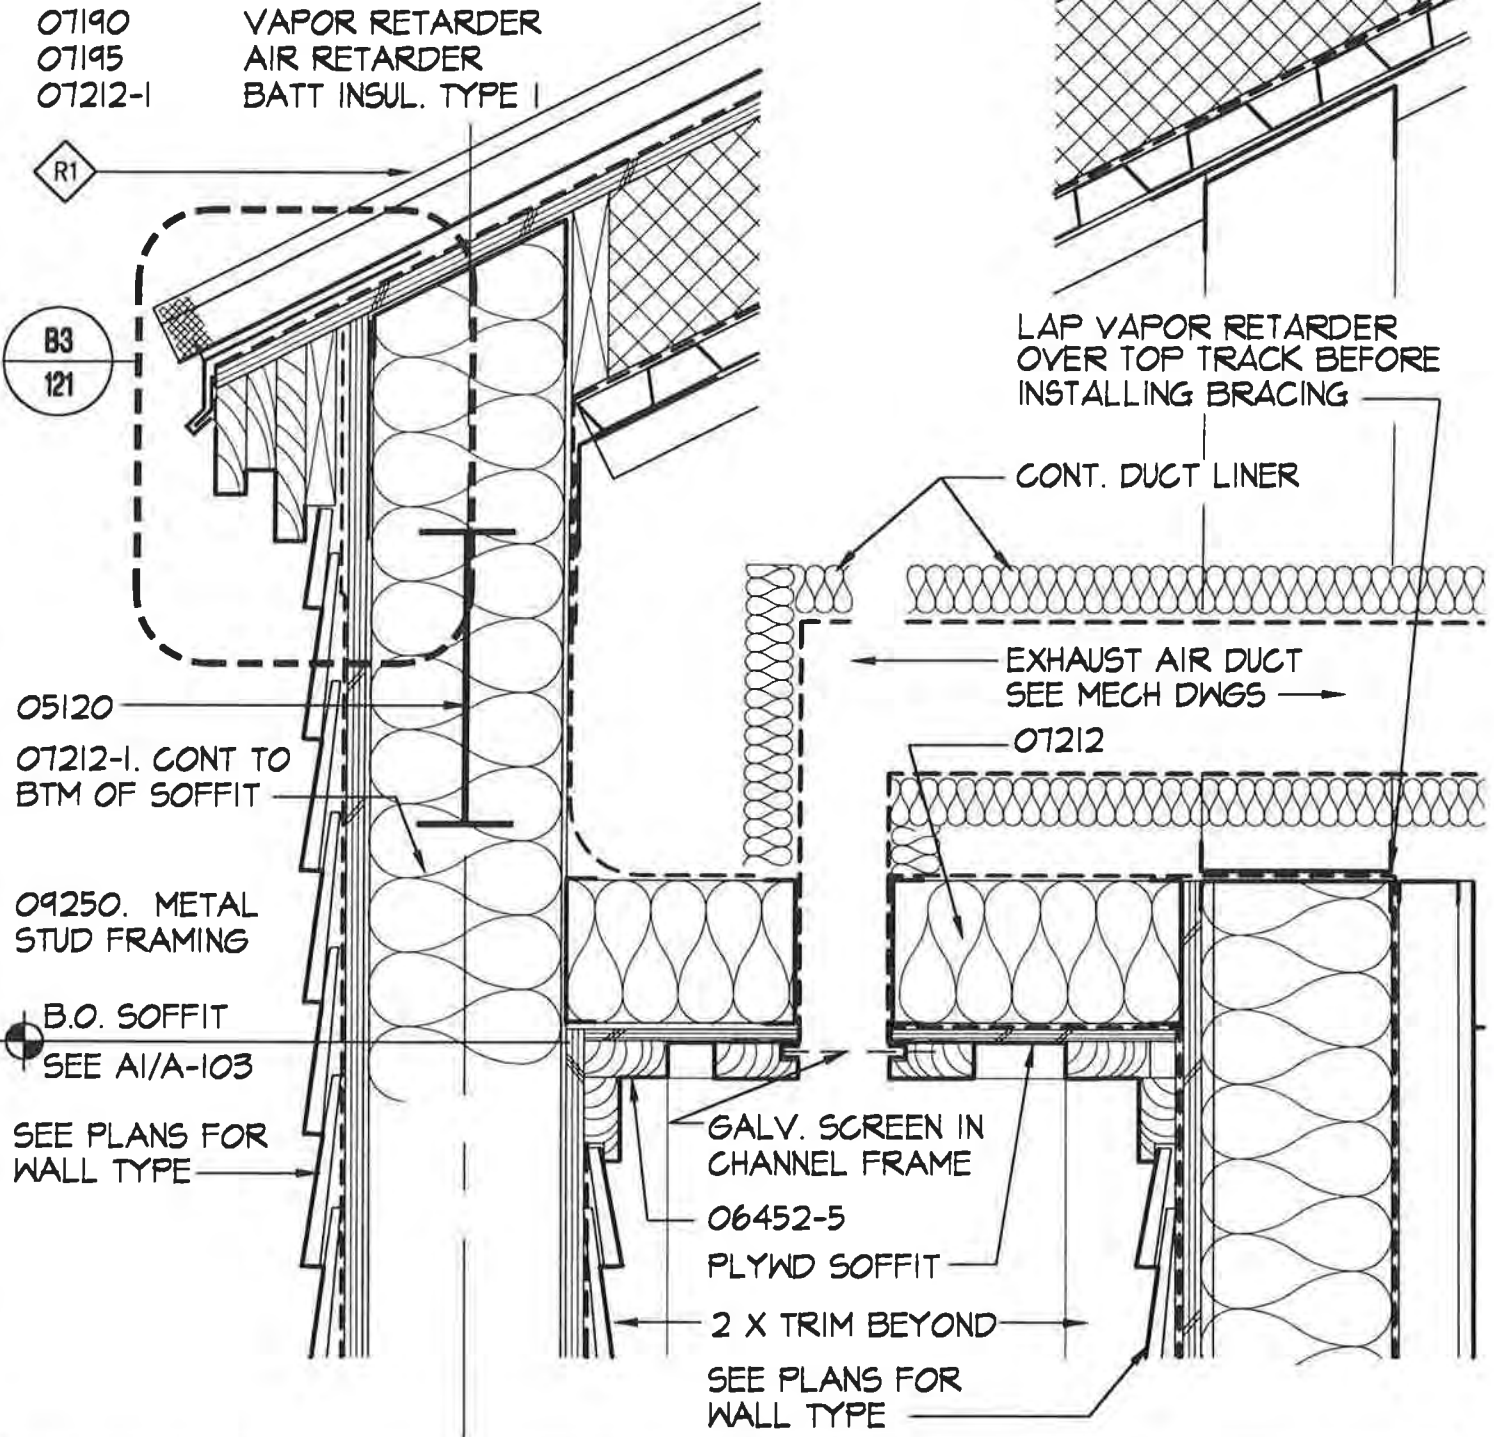 07190 VAPOR RETARDER
07195 AIR RETARDER
07212-1 BATT INSUL. TYPE 1
R1
B3
121
LAP VAPOR RETARDER
OVER TOP TRACK BEFORE
INSTALLING BRACING
CONT. DUCT LINER
EXHAUST AIR DUCT
SEE MECH DWGS
07212
05120
07212-1. CONT TO
BTM OF SOFFIT
09250. METAL
STUD FRAMING
B.O. SOFFIT
SEE A1/A-103
SEE PLANS FOR
WALL TYPE
GALV. SCREEN IN
CHANNEL FRAME
06452-5
PLYWD SOFFIT
2 X TRIM BEYOND
SEE PLANS FOR
WALL TYPE